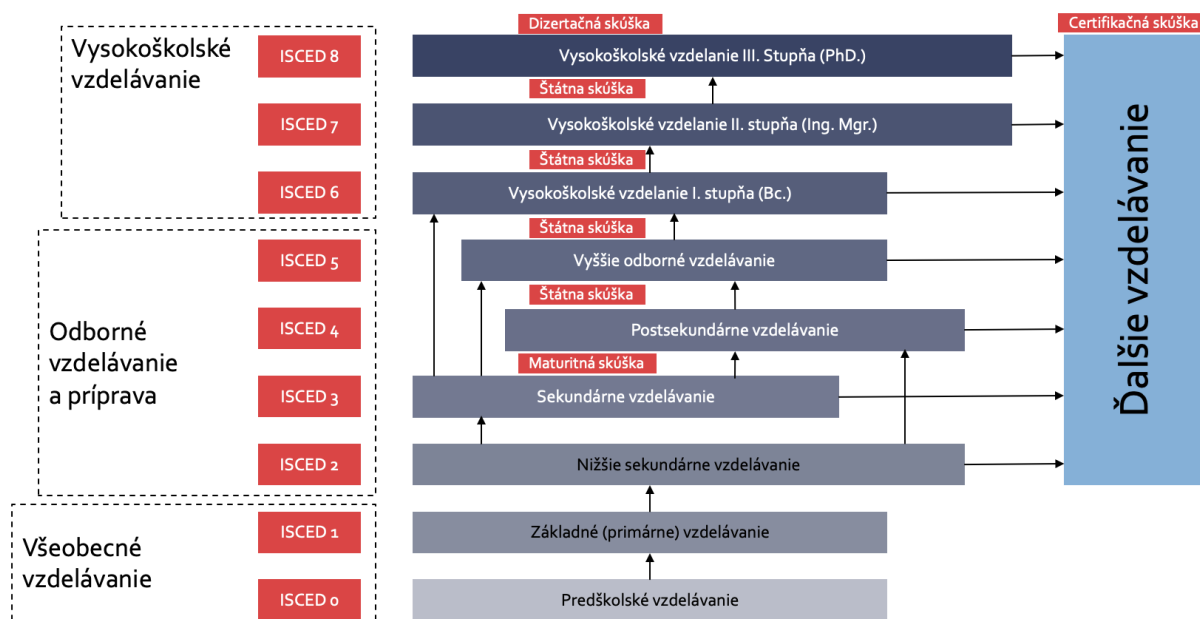 Dizertačná skúška
Certifikačná skúška
Vysokoškolské
vzdelávanie
ISCED 8
Vysokoškolské vzdelanie III. Stupňa (PhD.)
Štátna skúška
ISCED 7
Vysokoškolské vzdelanie II. stupňa (Ing. Mgr.)
Štátna skúška
ISCED 6
Vysokoškolské vzdelanie I. stupňa (Bc.)
Štátna skúška
Odborné
vzdelávanie
a príprava
ISCED 5
Vyššie odborné vzdelávanie
Štátna skúška
ISCED 4
Postsekundárne vzdelávanie
Maturitná skúška
ISCED 3
Sekundárne vzdelávanie
ISCED 2
Nižšie sekundárne vzdelávanie
Všeobecné
vzdelávanie
ISCED 1
Základné (primárne) vzdelávanie
ISCED 0
Predškolské vzdelávanie
Ďalšie vzdelávanie